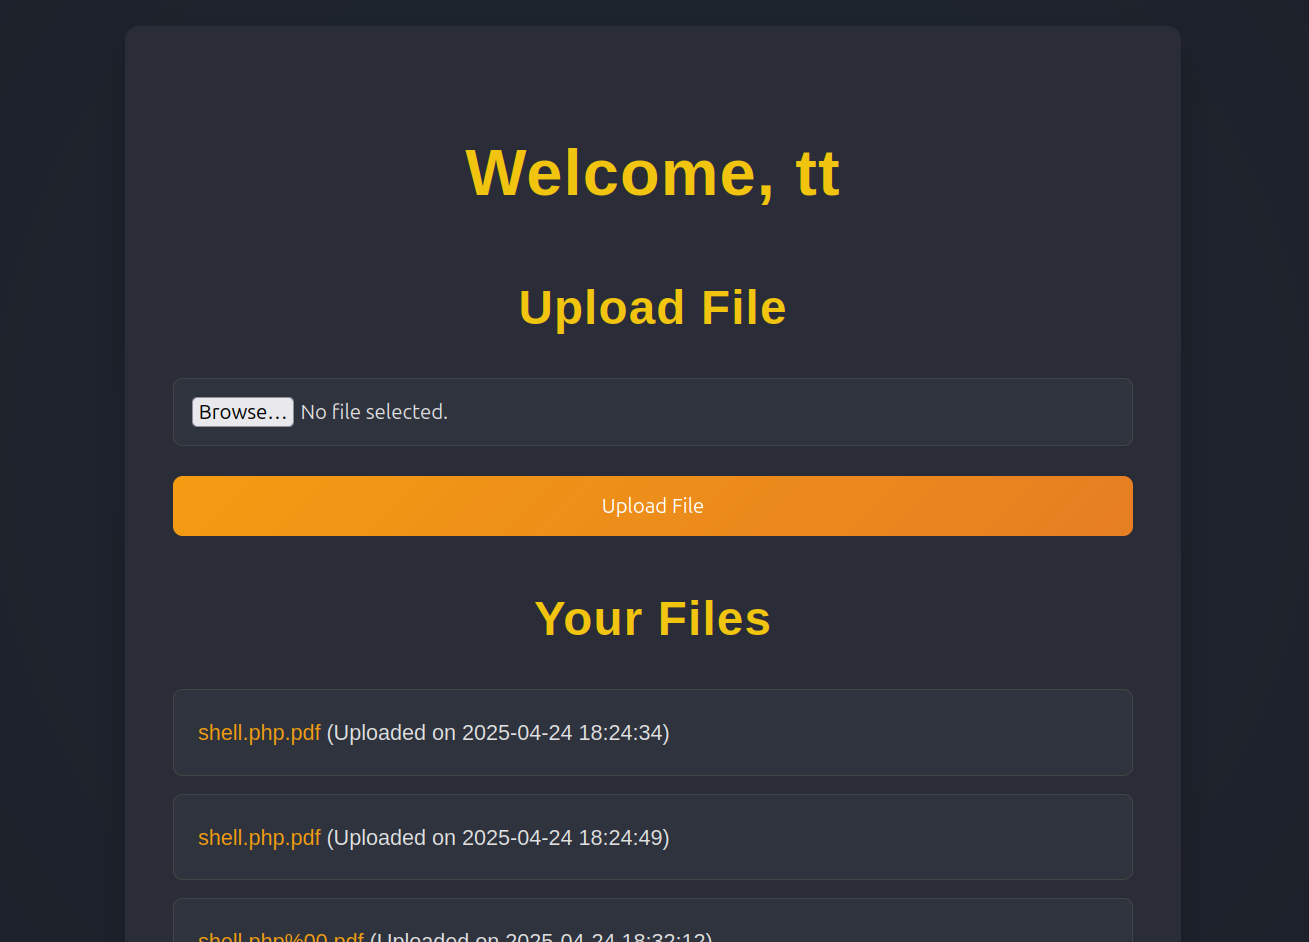 Welcome, tt
Upload File
Browse... No file selected.
Upload File
Your Files
shell.php.pdf (Uploaded on 2025-04-24 18:24:34)
shell.php.pdf (Uploaded on 2025-04-24 18:24:49)
shell.php%00.pdf (Uploaded on 2025-04-24 18:32:12)